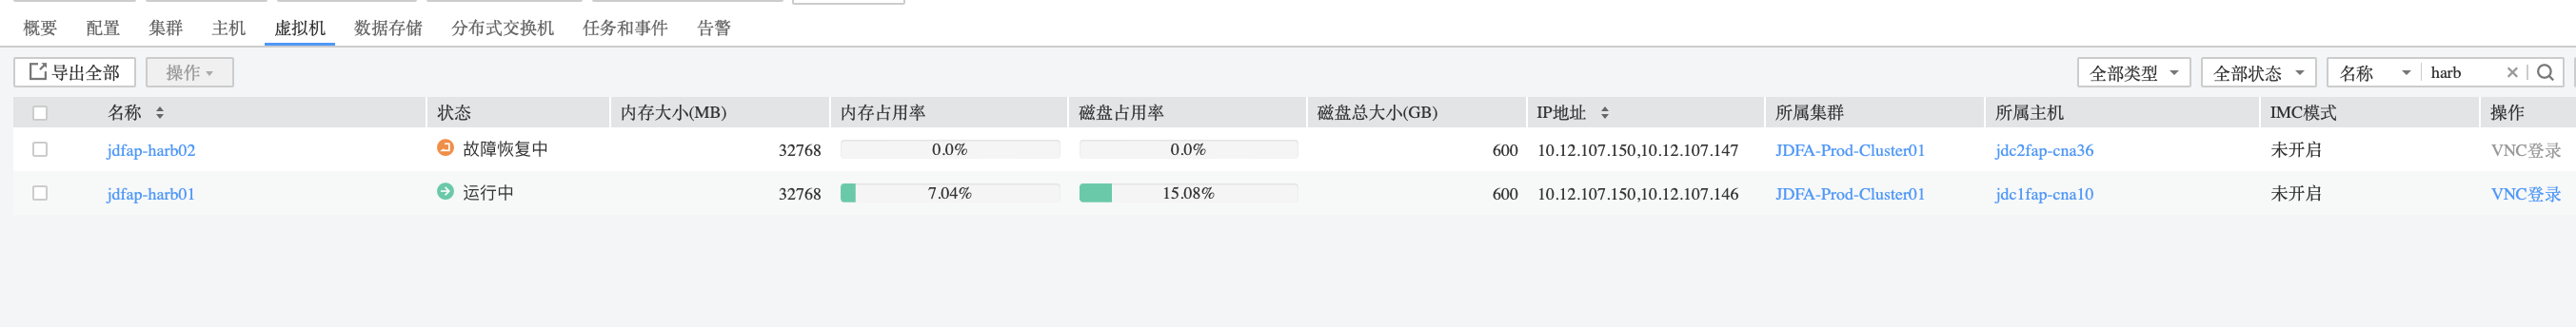 概要 配置 集群 主机 虚拟机 数据存储 分布式交换机 任务和事件 告警
导出全部 操作 全部类型 全部状态 名称 harb
名称 状态 内存大小(MB) 内存占用率 磁盘占用率 磁盘总大小(GB) IP地址 所属集群 所属主机 IMC模式 操作
jdfap-harb02 故障恢复中 32768 0.0% 0.0% 600 10.12.107.150,10.12.107.147 JDFA-Prod-Cluster01 jdc2fap-cna36 未开启 VNC登录
jdfap-harb01 运行中 32768 7.04% 15.08% 600 10.12.107.150,10.12.107.146 JDFA-Prod-Cluster01 jdc1fap-cna10 未开启 VNC登录